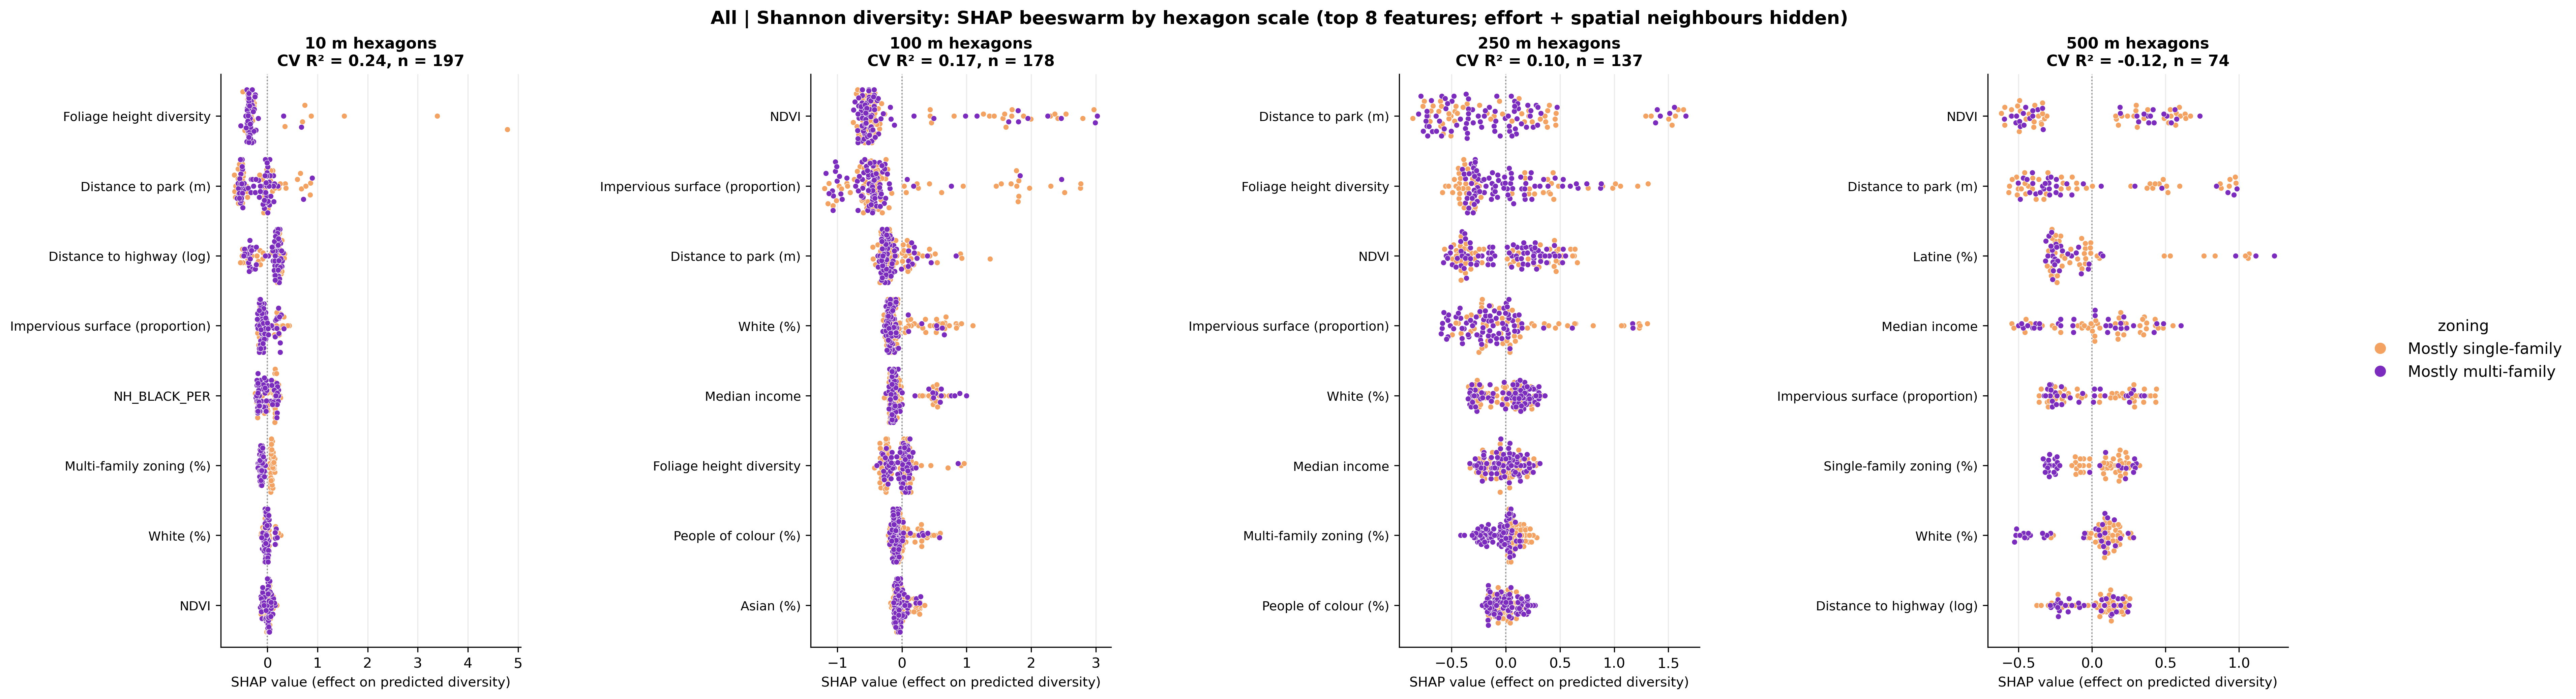 All | Shannon diversity: SHAP beeswarm by hexagon scale (top 8 features; effort + spatial neighbours hidden)
10 m hexagons
CV R² = 0.24, n = 197
Foliage height diversity
Distance to park (m)
Distance to highway (log)
Impervious surface (proportion)
NH_BLACK_PER
Multi-family zoning (%)
White (%)
NDVI
0 1 2 3 4 5
SHAP value (effect on predicted diversity)
100 m hexagons
CV R² = 0.17, n = 178
NDVI
Impervious surface (proportion)
Distance to park (m)
White (%)
Median income
Foliage height diversity
People of colour (%)
Asian (%)
−1 0 1 2 3
SHAP value (effect on predicted diversity)
250 m hexagons
CV R² = 0.10, n = 137
Distance to park (m)
Foliage height diversity
NDVI
Impervious surface (proportion)
White (%)
Median income
Multi-family zoning (%)
People of colour (%)
−0.5 0.0 0.5 1.0 1.5
SHAP value (effect on predicted diversity)
500 m hexagons
CV R² = -0.12, n = 74
NDVI
Distance to park (m)
Latine (%)
Median income
Impervious surface (proportion)
Single-family zoning (%)
White (%)
Distance to highway (log)
−0.5 0.0 0.5 1.0
SHAP value (effect on predicted diversity)
zoning
Mostly single-family
Mostly multi-family